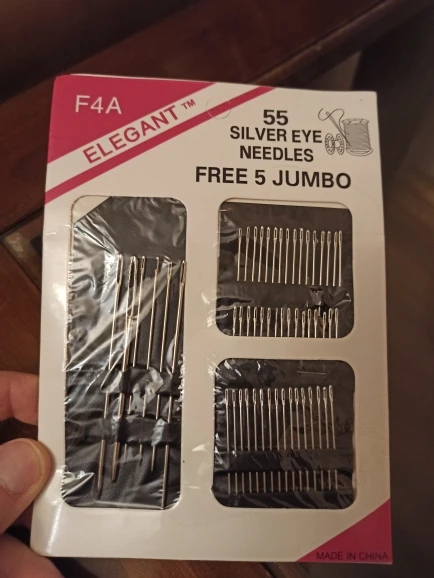 F4A
ELEGANT™
55
SILVER EYE
NEEDLES
FREE 5 JUMBO
MADE IN CHINA